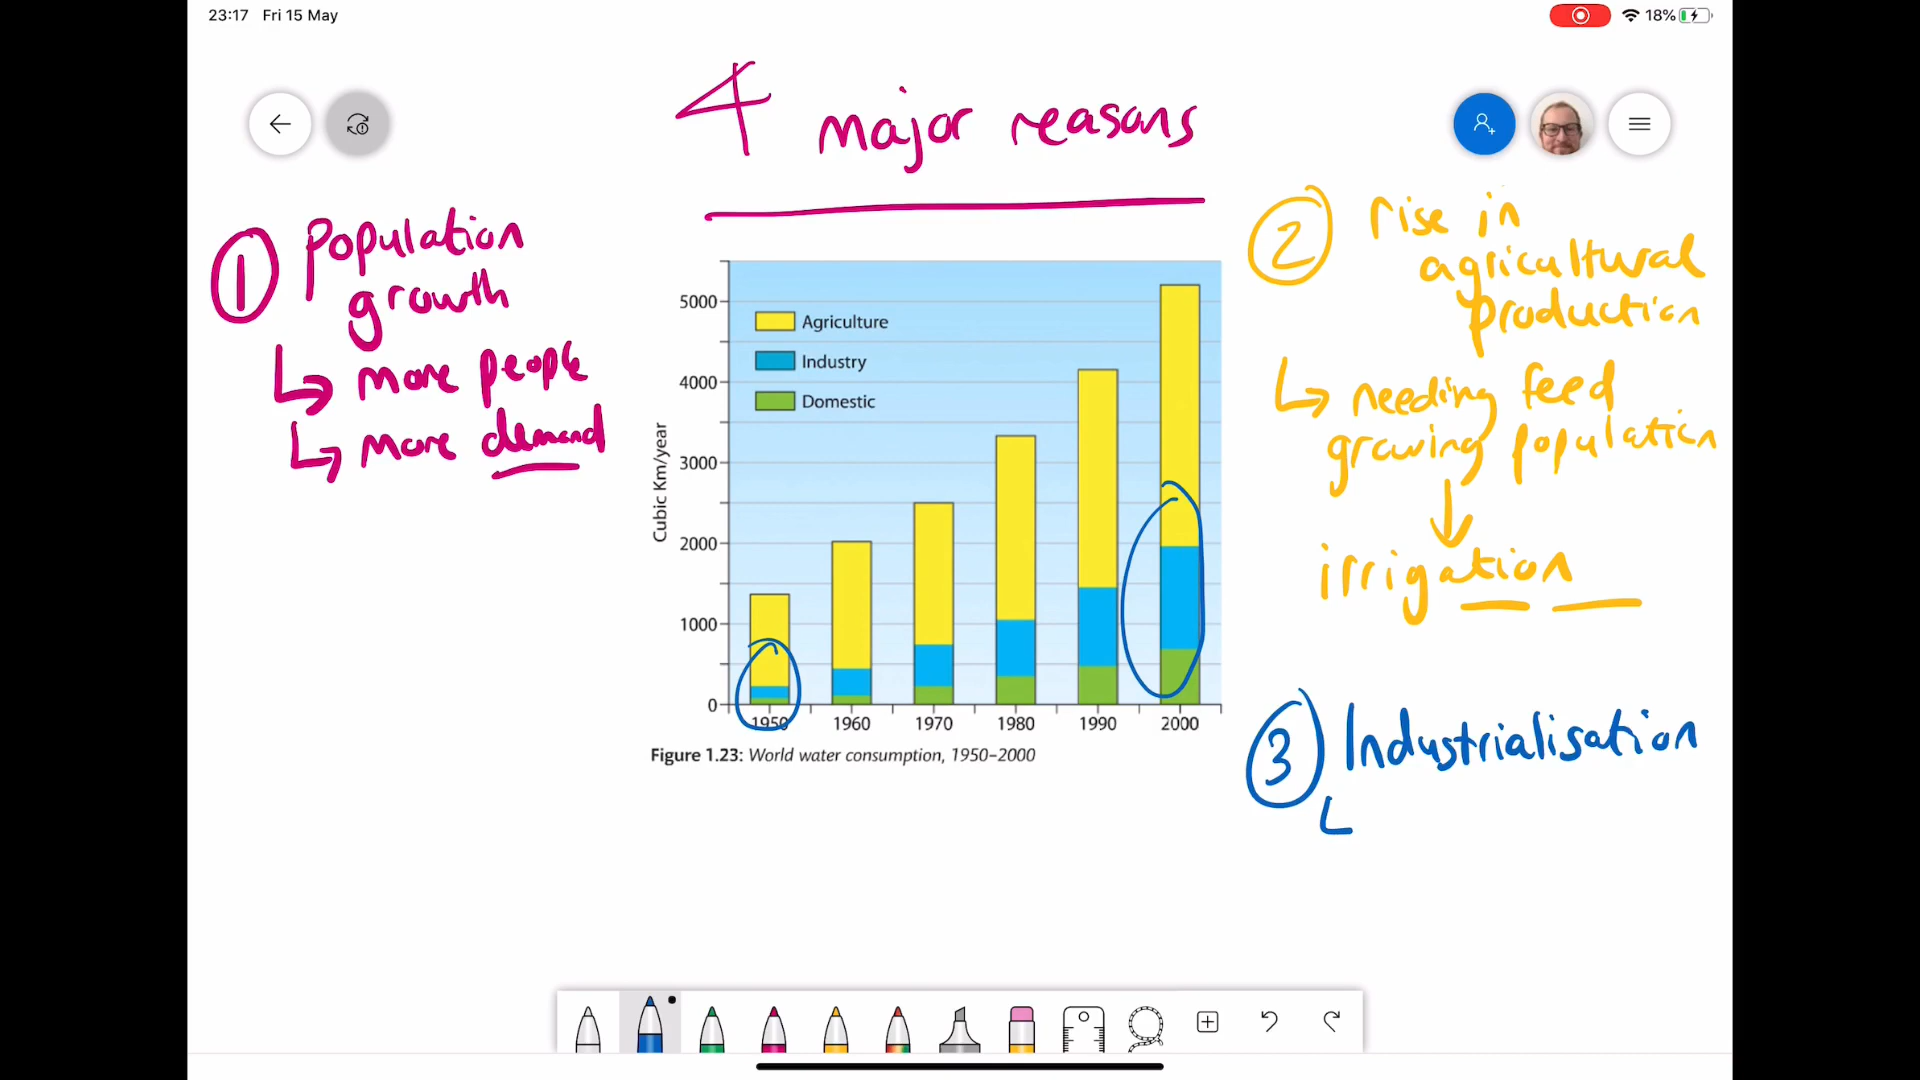 23:17 Fri 15 May
18%
4 major reasons
① Population
growth
↳ more people
↳ more demand
5000
4000
3000
2000
1000
0
Cubic Km/year
Agriculture
Industry
Domestic
1950 1960 1970 1980 1990 2000
Figure 1.23: World water consumption, 1950–2000
② rise in
agricultural
production
↳ needing feed
growing population
↓
irrigation
③ Industrialisation